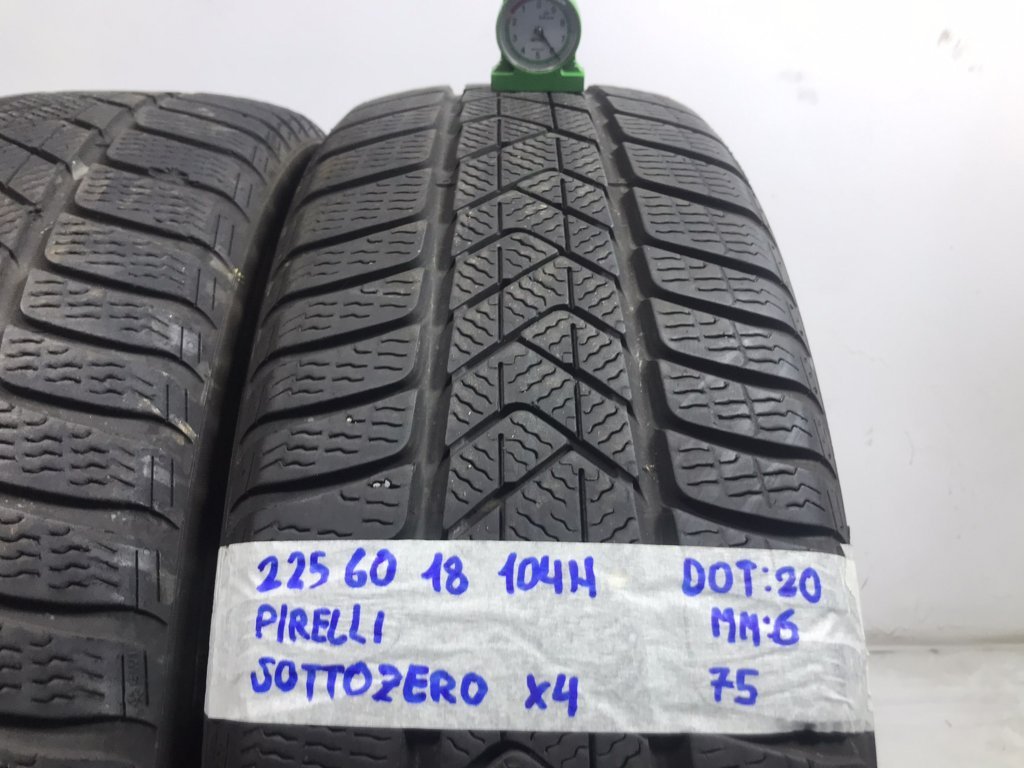 225 60 18 104H DOT:20
PIRELLI MM:6
SOTTOZERO x4 75